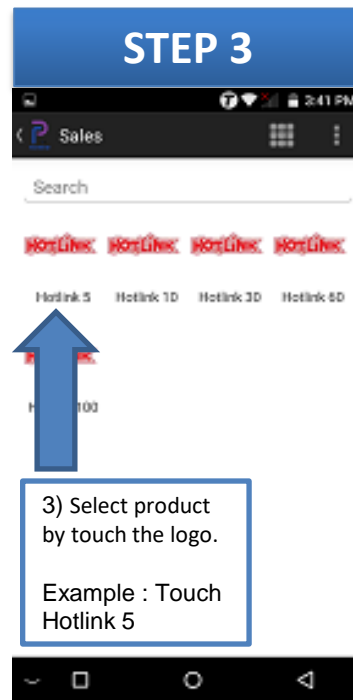 STEP 3
3:41 PM
Sales
Search
HOTLINK HOTLINK HOTLINK HOTLINK
Hotlink 5 Hotlink 10 Hotlink 30 Hotlink 60
100
3) Select product
by touch the logo.
Example : Touch
Hotlink 5